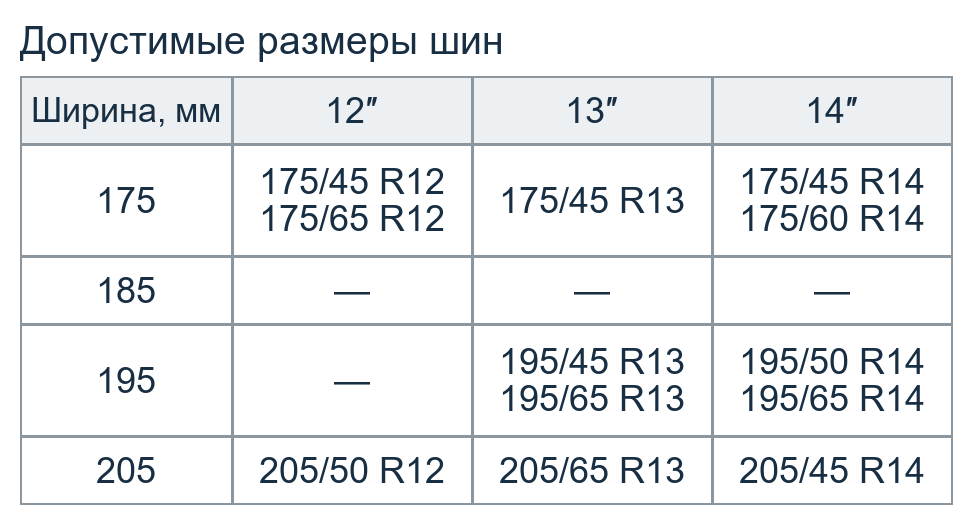 Допустимые размеры шин
Ширина, мм 12″ 13″ 14″
175 175/45 R12 175/65 R12 175/45 R13 175/45 R14 175/60 R14
185 — — —
195 — 195/45 R13 195/65 R13 195/50 R14 195/65 R14
205 205/50 R12 205/65 R13 205/45 R14